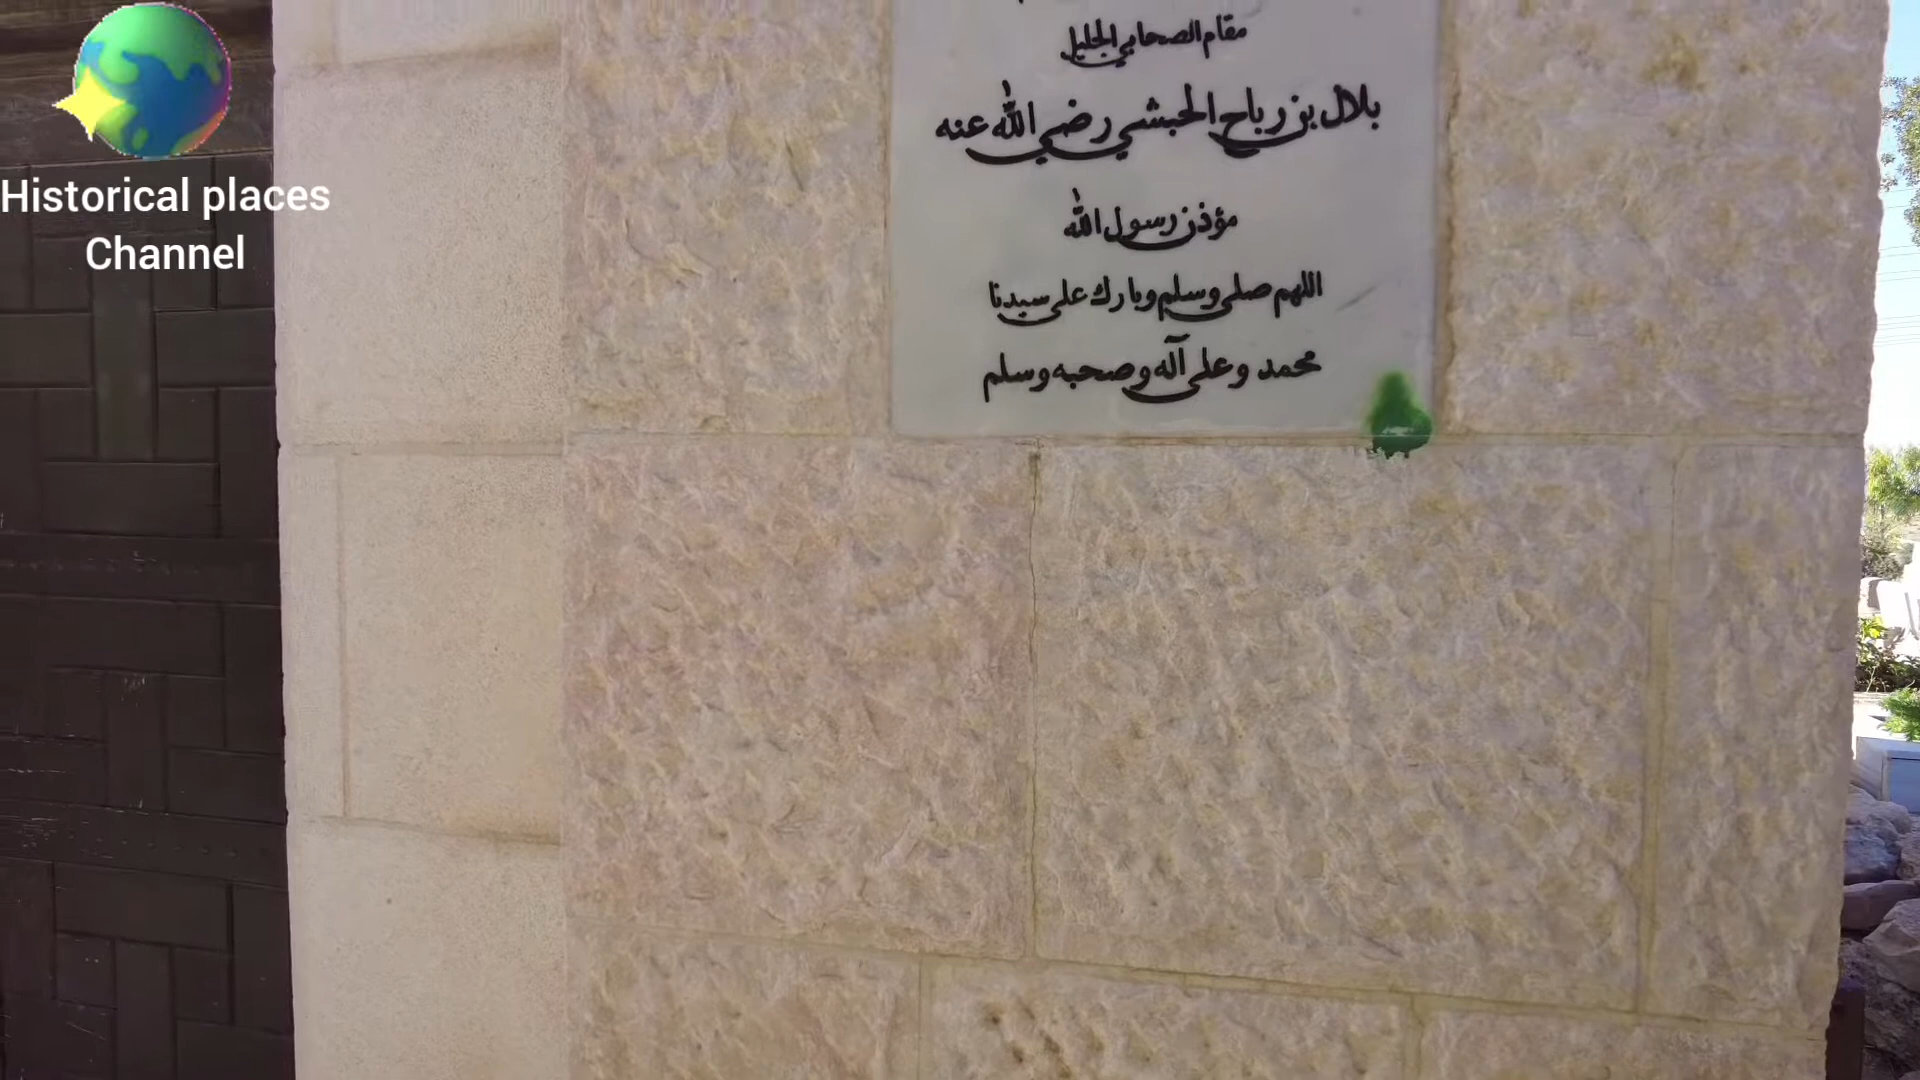 Historical places
Channel
مقام الصحابي الجليل
بلال بن رباح الحبشي رضي الله عنه
مؤذن رسول الله
اللهم صلي وسلم وبارك على سيدنا
محمد وعلى آله وصحبه وسلم